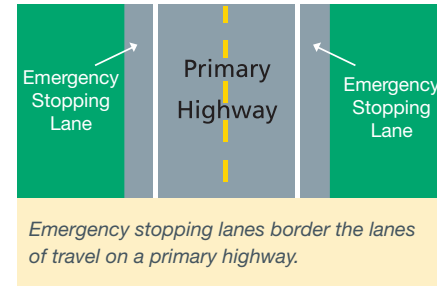 Emergency
Stopping
Lane
Primary
Highway
Emergency
Stopping
Lane
Emergency stopping lanes border the lanes
of travel on a primary highway.